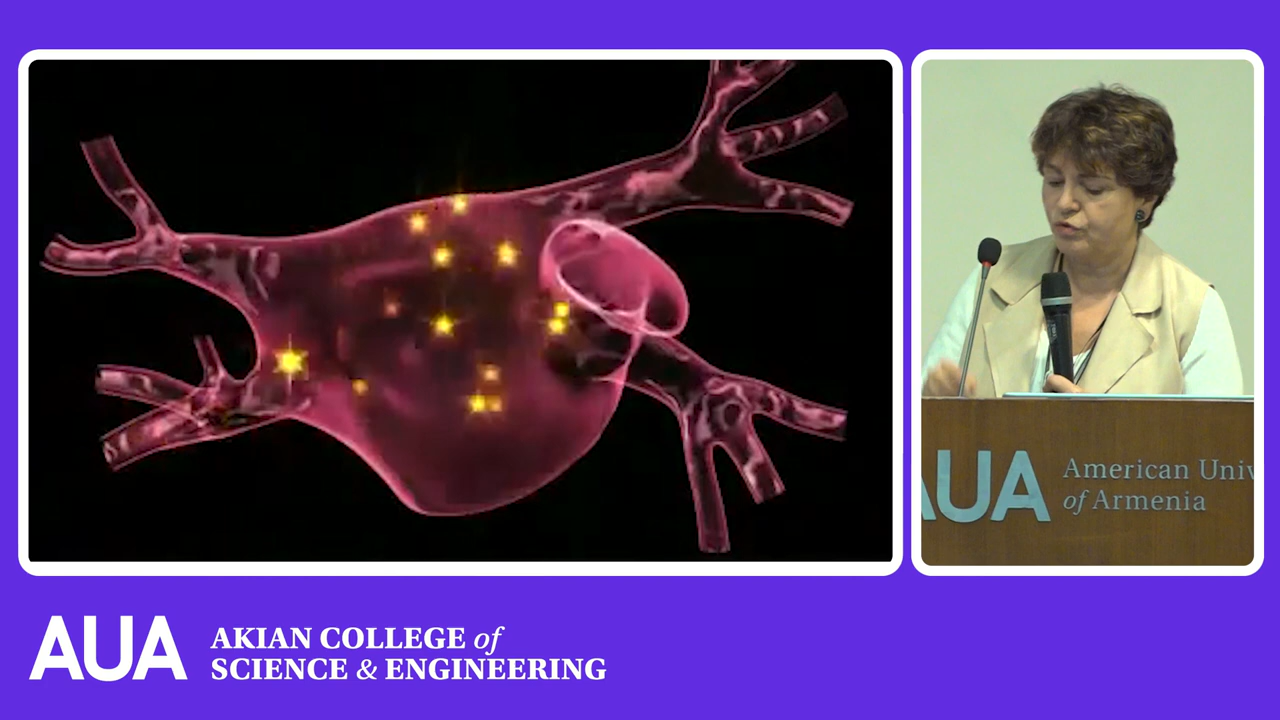 AUA
American Univ
of Armenia
AUA
AKIAN COLLEGE of
SCIENCE & ENGINEERING